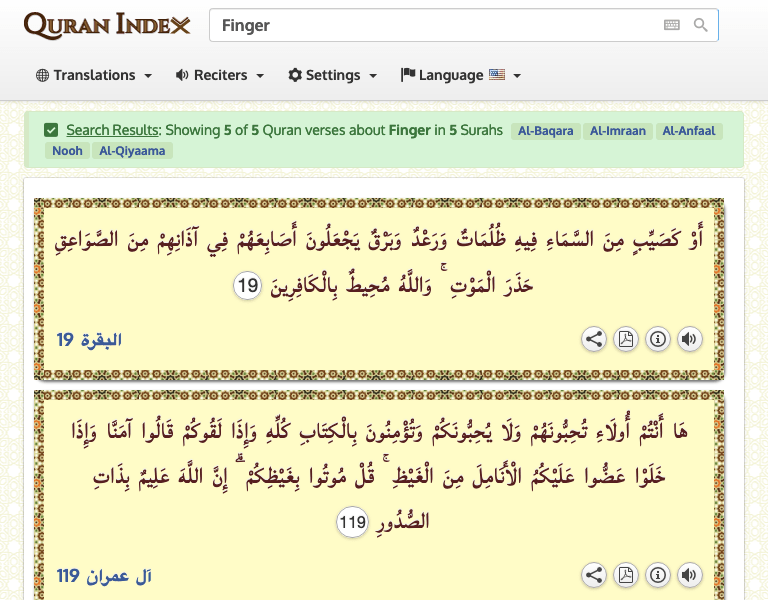 QURAN INDEX
Finger
Translations Reciters Settings Language
Search Results: Showing 5 of 5 Quran verses about Finger in 5 Surahs Al-Baqara Al-Imraan Al-Anfaal
Nooh Al-Qiyaama
أَوْ كَصَيِّبٍ مِنَ السَّمَاءِ فِيهِ ظُلُمَاتٌ وَرَعْدٌ وَبَرْقٌ يَجْعَلُونَ أَصَابِعَهُمْ فِي آذَانِهِمْ مِنَ الصَّوَاعِقِ
حَذَرَ الْمَوْتِ ۚ وَاللَّهُ مُحِيطٌ بِالْكَافِرِينَ 19
البقرة 19
هَا أَنْتُمْ أُولَاءِ تُحِبُّونَهُمْ وَلَا يُحِبُّونَكُمْ وَتُؤْمِنُونَ بِالْكِتَابِ كُلِّهِ وَإِذَا لَقُوكُمْ قَالُوا آمَنَّا وَإِذَا
خَلَوْا عَضُّوا عَلَيْكُمُ الْأَنَامِلَ مِنَ الْغَيْظِ ۚ قُلْ مُوتُوا بِغَيْظِكُمْ ۗ إِنَّ اللَّهَ عَلِيمٌ بِذَاتِ
الصُّدُورِ 119
آل عمران 119